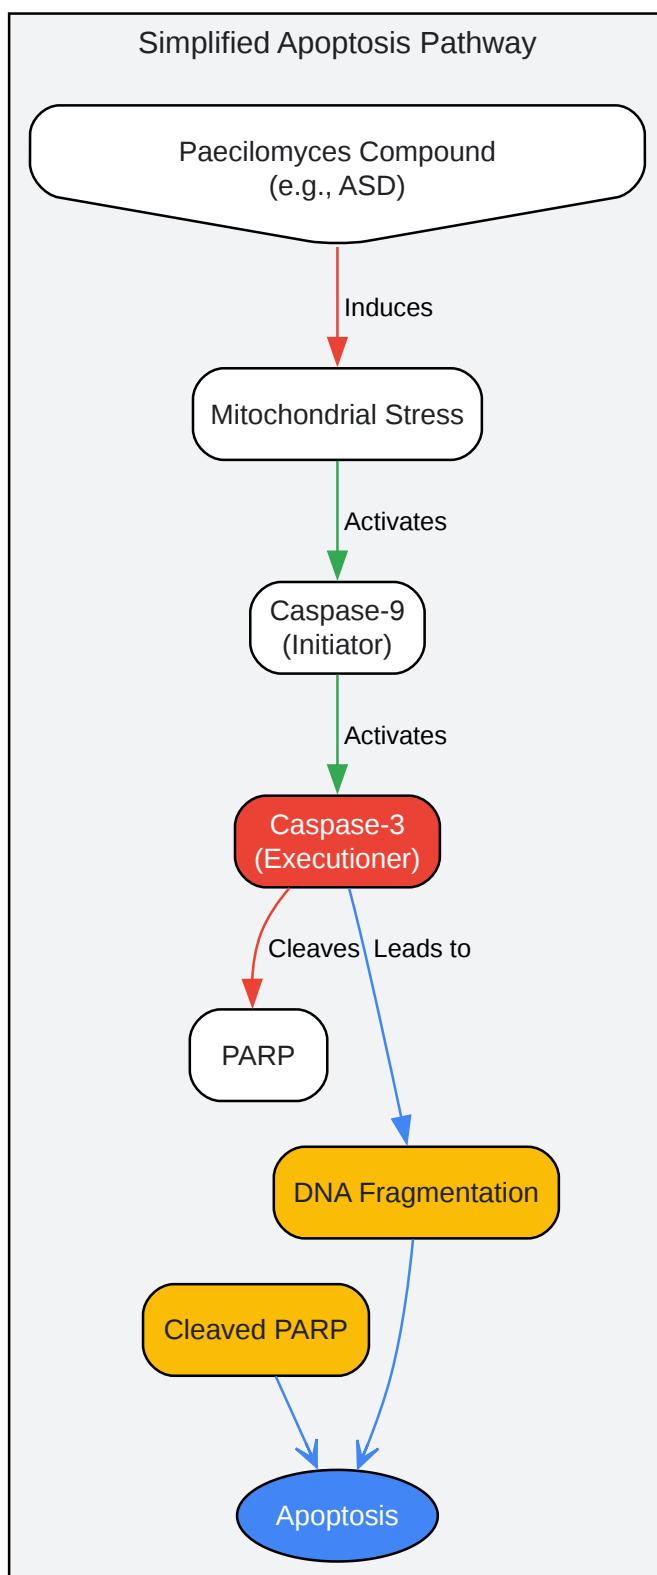 Simplified Apoptosis Pathway
Paecilomyces Compound
(e.g., ASD)
Induces
Mitochondrial Stress
Activates
Caspase-9
(Initiator)
Activates
Caspase-3
(Executioner)
Cleaves
Leads to
PARP
DNA Fragmentation
Cleaved PARP
Apoptosis